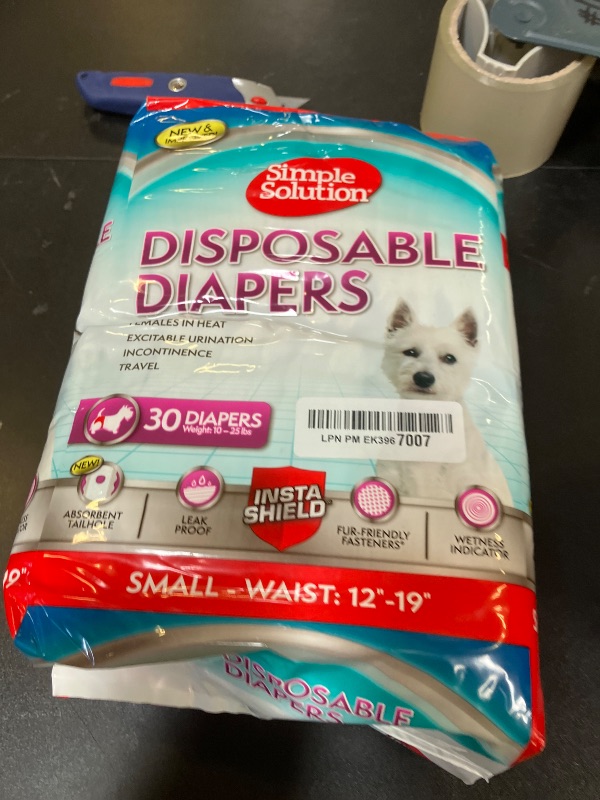 NEW &
Simple
Solution
DISPOSABLE
DIAPERS
FEMALES IN HEAT
EXCITABLE URINATION
INCONTINENCE
TRAVEL
30 DIAPERS
Weight: 10 - 25 lbs
LPN PM EK3967007
NEW!
ABSORBENT
TAILHOLE
LEAK
PROOF
INSTA
SHIELD
FUR-FRIENDLY
FASTENERS*
WETNESS
INDICATOR
SMALL - WAIST: 12"-19"
DISPOSABLE
DIAPERS